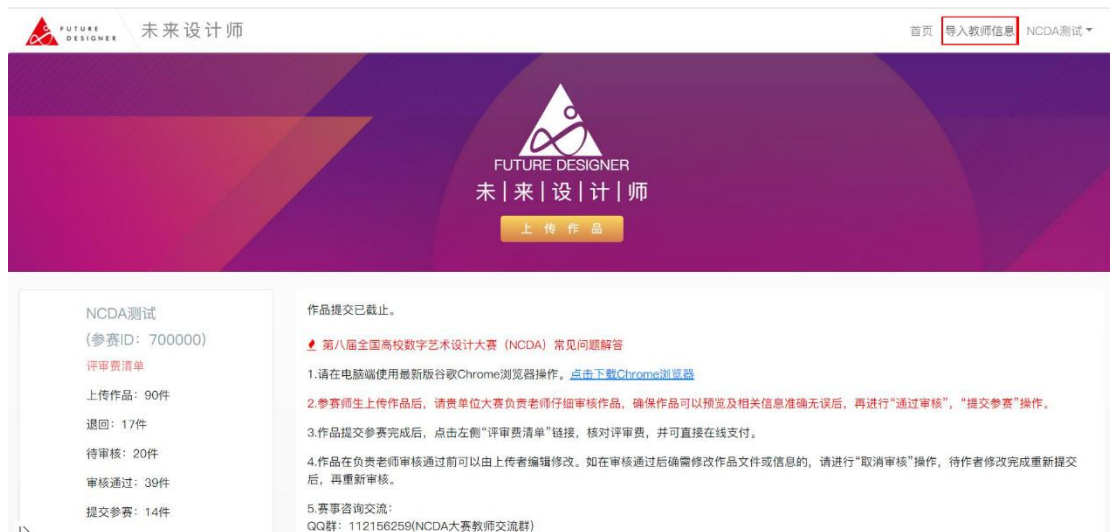 FUTURE
DESIGNER
未来设计师
首页 导入教师信息 NCDA测试
FUTURE DESIGNER
未|来|设|计|师
上传作品
NCDA测试
(参赛ID：700000)
评审费清单
上传作品：90件
退回：17件
待审核：20件
审核通过：39件
提交参赛：14件
作品提交已截止。
第八届全国高校数字艺术设计大赛（NCDA）常见问题解答
1.请在电脑端使用最新版谷歌Chrome浏览器操作。点击下载Chrome浏览器
2.参赛师生上传作品后，请贵单位大赛负责老师仔细审核作品，确保作品可以预览及相关信息准确无误后，再进行“通过审核”，“提交参赛”操作。
3.作品提交参赛完成后，点击左侧“评审费清单”链接，核对评审费，并可直接在线支付。
4.作品在负责老师审核通过前可以由上传者编辑修改。如在审核通过后确需修改作品文件或信息的，请进行“取消审核”操作，待作者修改完成重新提交
后，再重新审核。
5.赛事咨询交流：
QQ群：112156259(NCDA大赛教师交流群)